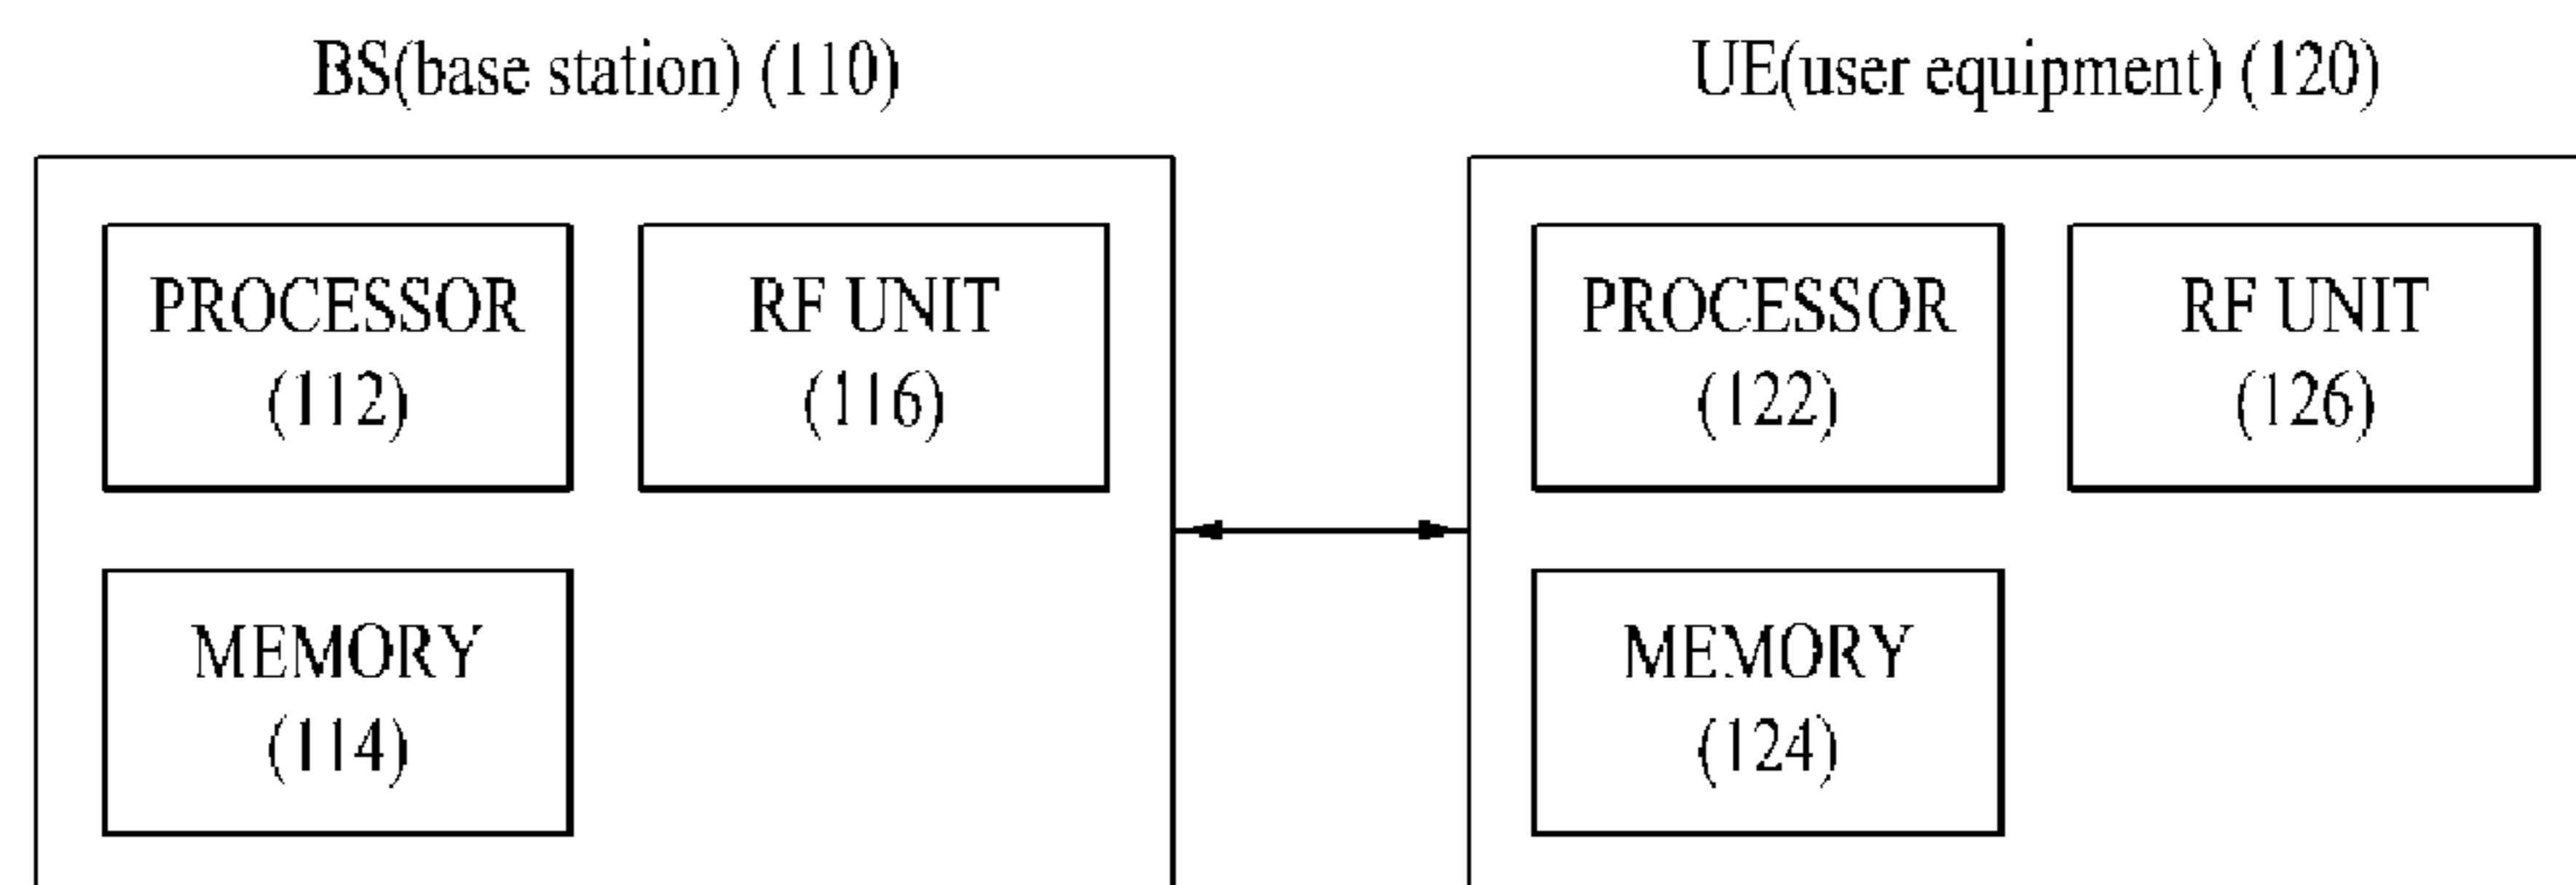 BS(base station) (110)
PROCESSOR
(112)
RF UNIT
(116)
MEMORY
(114)
UE(user equipment) (120)
PROCESSOR
(122)
RF UNIT
(126)
MEMORY
(124)